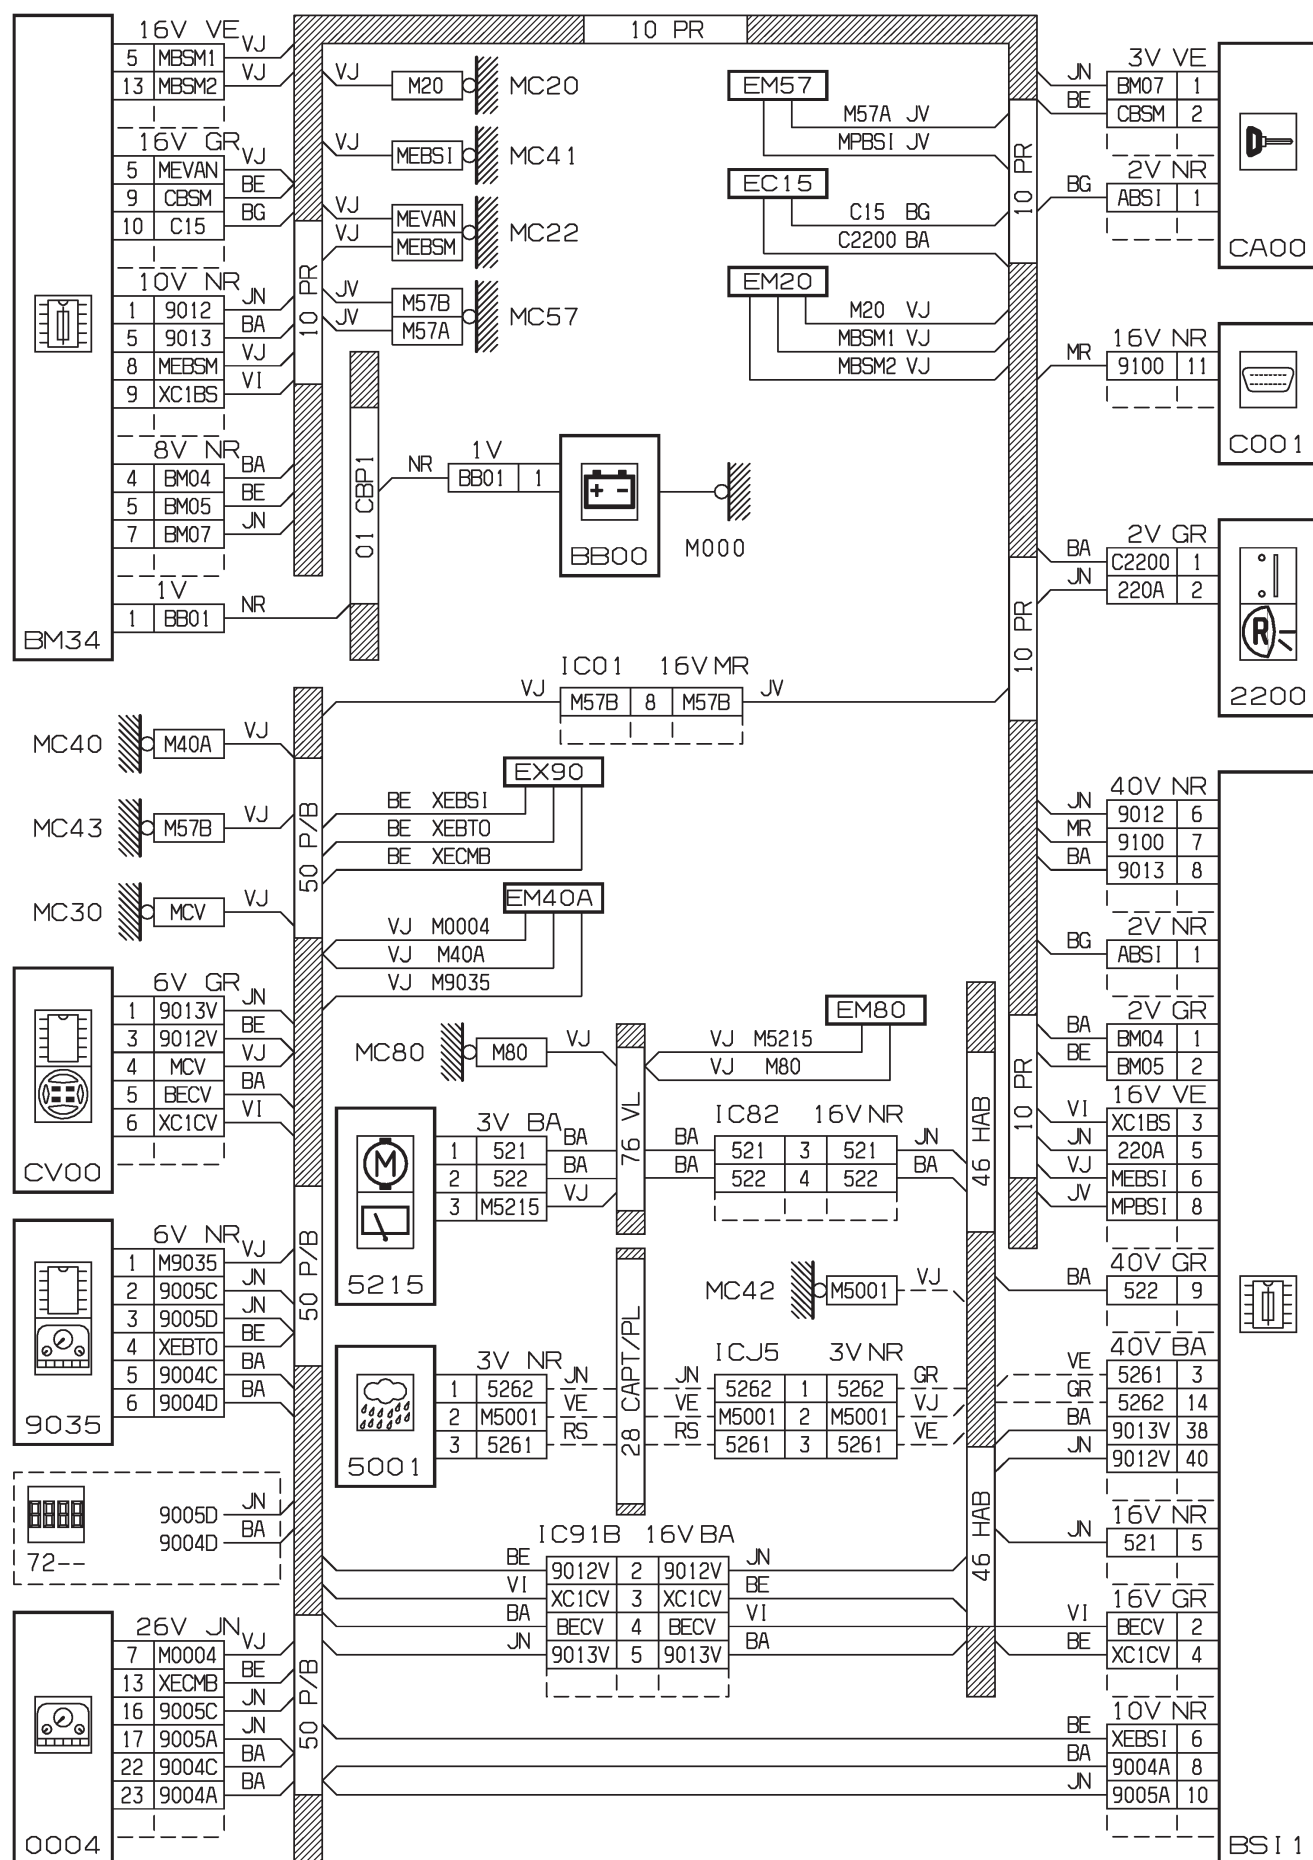 10 PR
16V VE
5 MBSM1 VJ
13 MBSM2 VJ
16V GR
5 MEVAN VJ
9 CBSM BE
10 C15 BG
10V NR
1 9012 JN
5 9013 BA
8 MEBSM VJ
9 XC1BS VI
8V NR
4 BM04 BA
5 BM05 BE
7 BM07 JN
1V
1 BB01 NR
BM34
10 PR
VJ M20 MC20
VJ MEBSI MC41
VJ MEVAN
VJ MEBSM
MC22
JV M57B
JV M57A
MC57
01 CBP1
NR
1V
BB01 1
BB00
M000
EM57
M57A JV
MPBSI JV
EC15
C15 BG
C2200 BA
EM20
M20 VJ
MBSM1 VJ
MBSM2 VJ
10 PR
3V VE
JN BM07 1
BE CBSM 2
2V NR
BG ABSI 1
CA00
16V NR
MR 9100 11
C001
10 PR
2V GR
BA C2200 1
JN 220A 2
R
2200
IC01 16V MR
VJ M57B 8 M57B JV
MC40 M40A VJ
MC43 M57B VJ
MC30 MCV VJ
50 P/B
EX90
BE XEBSI
BE XEBTO
BE XECMB
EM40A
VJ M0004
VJ M40A
VJ M9035
6V GR
1 9013V JN
3 9012V BE
4 MCV VJ
5 BECV BA
6 XC1CV VI
CV00
MC80 M80 VJ
EM80
VJ M5215
VJ M80
76 VL
M
3V BA
1 521 BA
2 522 BA
3 M5215 VJ
5215
IC82 16V NR
BA 521 3 521 JN
BA 522 4 522 BA
46 HAB
10 PR
40V NR
JN 9012 6
MR 9100 7
BA 9013 8
2V NR
BG ABSI 1
2V GR
BA BM04 1
BE BM05 2
16V VE
VI XC1BS 3
JN 220A 5
VJ MEBSI 6
JV MPBSI 8
40V GR
BA 522 9
40V BA
VE 5261 3
GR 5262 14
BA 9013V 38
JN 9012V 40
16V NR
JN 521 5
16V GR
VI BECV 2
BE XC1CV 4
10V NR
BE XEBSI 6
BA 9004A 8
JN 9005A 10
BSI1
50 P/B
6V NR
1 M9035 VJ
2 9005C JN
3 9005D JN
4 XEBTO BE
5 9004C BA
6 9004D BA
9035
MC42 M5001 VJ
28 CAPT/PL
3V NR
1 5262 JN
2 M5001 VE
3 5261 RS
5001
ICJ5 3V NR
JN 5262 1 5262 GR
VE M5001 2 M5001 VJ
RS 5261 3 5261 VE
46 HAB
9005D JN
9004D BA
72--
IC91B 16V BA
BE 9012V 2 9012V JN
VI XC1CV 3 XC1CV BE
BA BECV 4 BECV VI
JN 9013V 5 9013V BA
50 P/B
26V JN
7 M0004 VJ
13 XECMB BE
16 9005C JN
17 9005A JN
22 9004C BA
23 9004A BA
0004